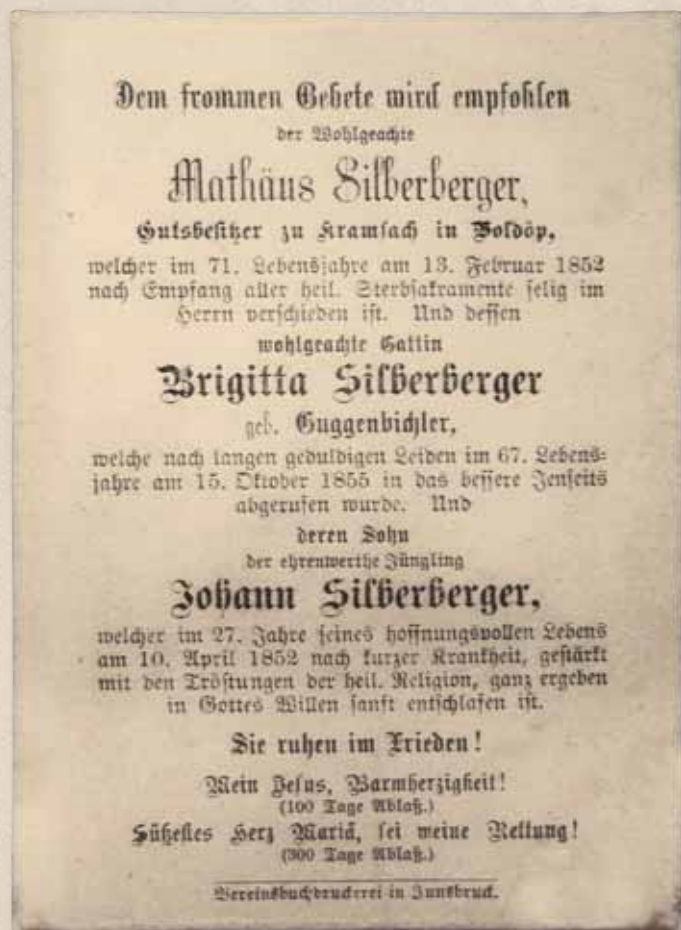 Dem frommen Gebete wird empfohlen
der Wohlgeachte
Mathäus Silberberger,
Gutsbesitzer zu Kramsach in Voldöp,
welcher im 71. Lebensjahre am 13. Februar 1852
nach Empfang aller heil. Sterbsakramente selig im
Herrn verschieden ist. Und dessen
wohlgeachte Gattin
Brigitta Silberberger
geb. Guggenbichler,
welche nach langen geduldigen Leiden im 67. Lebens-
jahre am 15. Oktober 1855 in das bessere Jenseits
abgerufen wurde. Und
deren Sohn
der ehrenwerthe Jüngling
Johann Silberberger,
welcher im 27. Jahre seines hoffnungsvollen Lebens
am 10. April 1852 nach kurzer Krankheit, gestärkt
mit den Tröstungen der heil. Religion, ganz ergeben
in Gottes Willen sanft entschlafen ist.
Sie ruhen im Frieden!
Mein Jesus, Barmherzigkeit!
(100 Tage Ablaß.)
Süßestes Herz Mariä, sei meine Rettung!
(300 Tage Ablaß.)
Vereinsbuchdruckerei in Innsbruck.